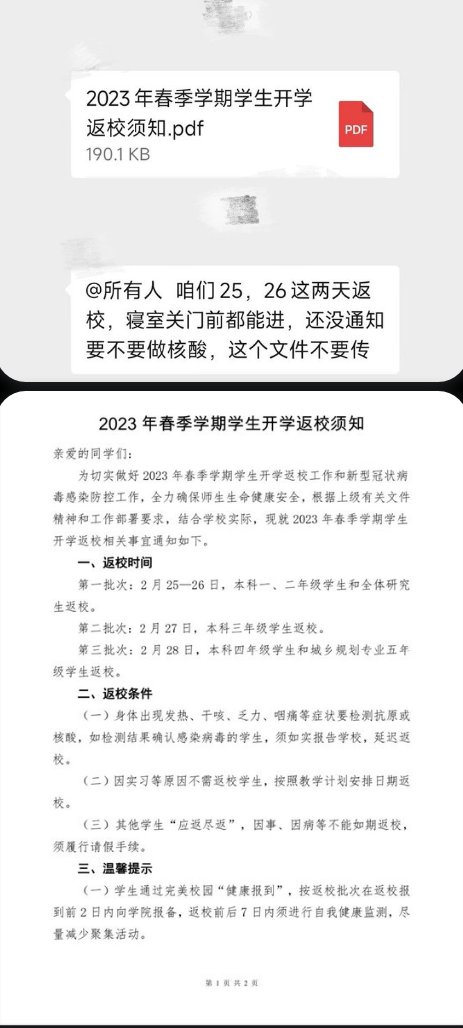 2023 年春季学期学生开学
返校须知.pdf
190.1 KB
PDF
@所有人 咱们 25，26 这两天返
校，寝室关门前都能进，还没通知
要不要做核酸，这个文件不要传
2023 年春季学期学生开学返校须知
亲爱的同学们：
为切实做好 2023 年春季学期学生开学返校工作和新型冠状病
毒感染防控工作，全力确保师生生命健康安全，根据上级有关文件
精神和工作部署要求，结合学校实际，现就 2023 年春季学期学生
开学返校相关事宜通知如下。
一、返校时间
第一批次：2 月 25—26 日，本科一、二年级学生和全体研究
生返校。
第二批次：2 月 27 日，本科三年级学生返校。
第三批次：2 月 28 日，本科四年级学生和城乡规划专业五年
级学生返校。
二、返校条件
（一）身体出现发热、干咳、乏力、咽痛等症状要检测抗原或
核酸，如检测结果确认感染病毒的学生，须如实报告学校，延迟返
校。
（二）因实习等原因不需返校学生，按照教学计划安排日期返
校。
（三）其他学生“应返尽返”，因事、因病等不能如期返校，
须履行请假手续。
三、温馨提示
（一）学生通过完美校园“健康报到”，按返校批次在返校报
到前 2 日内向学院报备，返校前后 7 日内须进行自我健康监测，尽
量减少聚集活动。
第 1 页 共 2 页